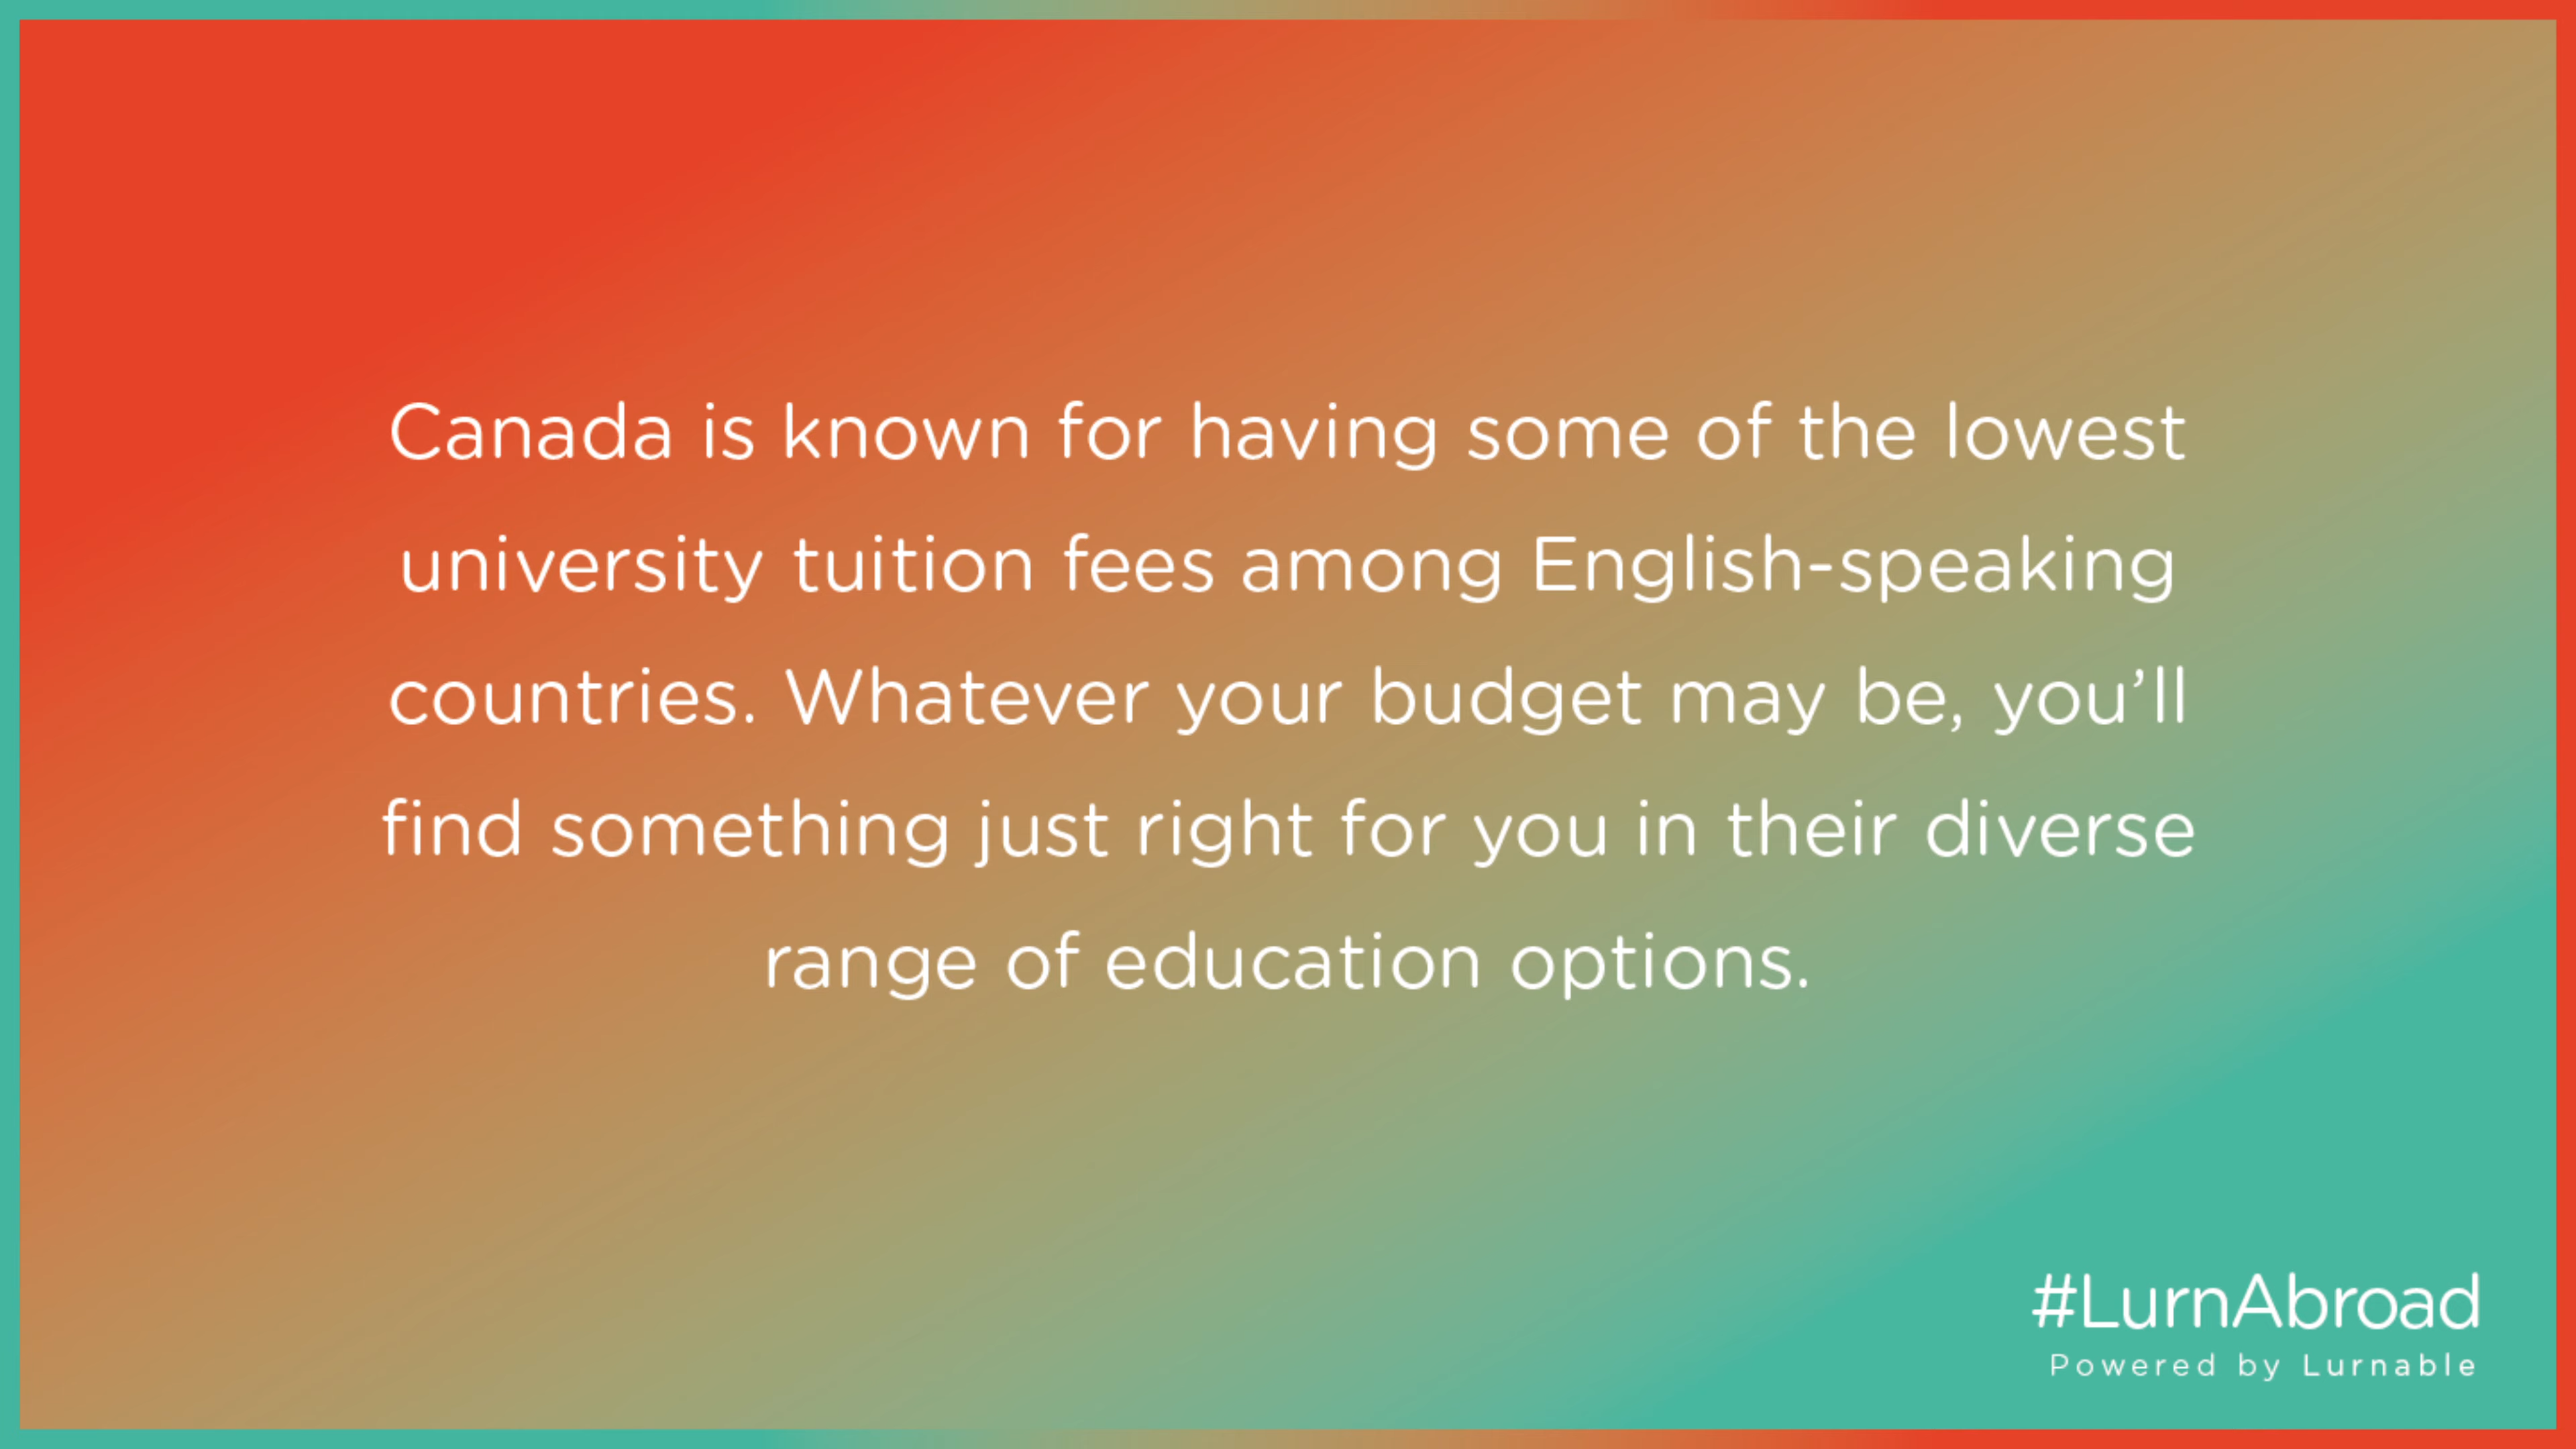 Canada is known for having some of the lowest
university tuition fees among English-speaking
countries. Whatever your budget may be, you’ll
find something just right for you in their diverse
range of education options.
#LurnAbroad
Powered by Lurnable